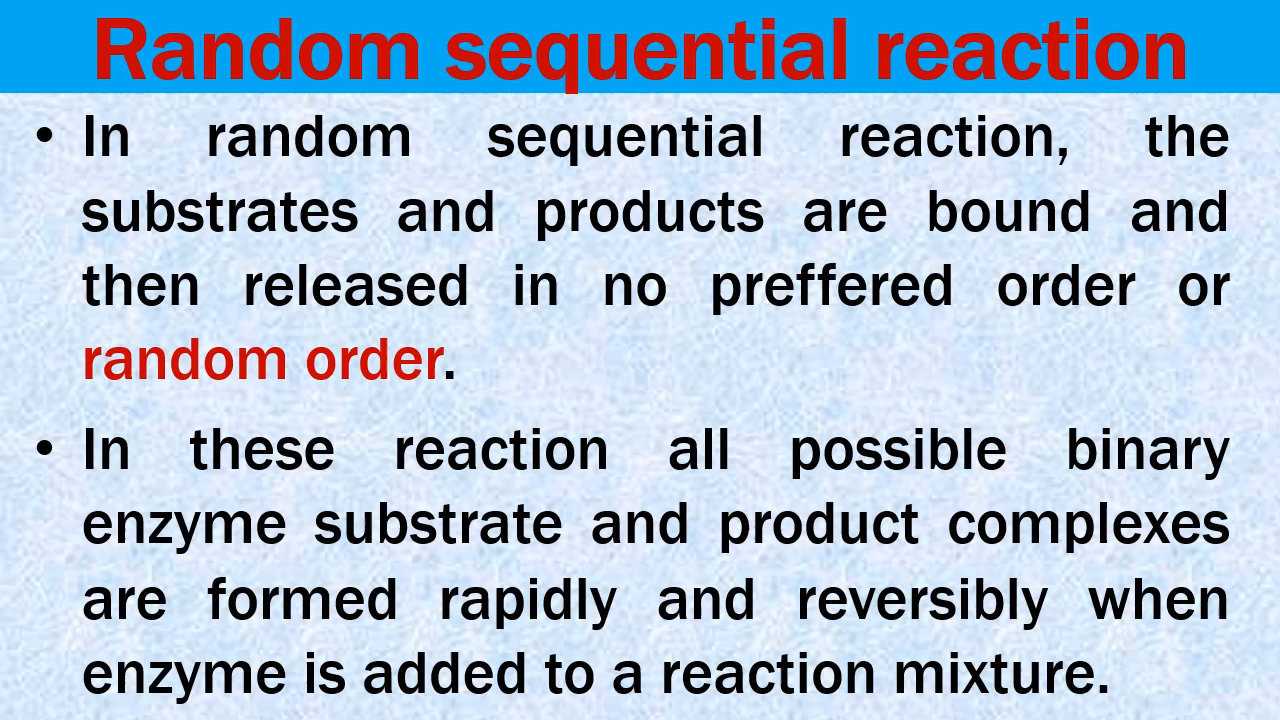 Random sequential reaction
• In random sequential reaction, the
substrates and products are bound and
then released in no preffered order or
random order.
• In these reaction all possible binary
enzyme substrate and product complexes
are formed rapidly and reversibly when
enzyme is added to a reaction mixture.